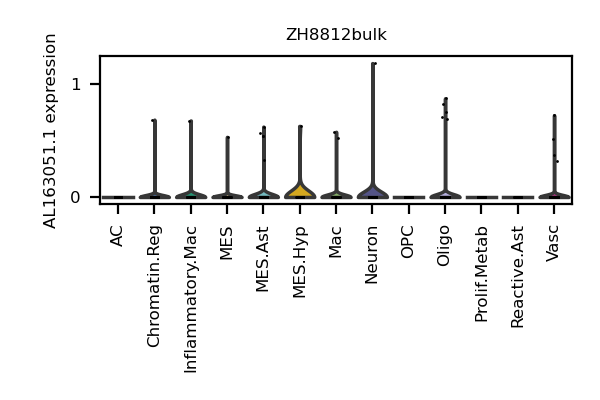 ZH8812bulk
AL163051.1 expression
1
0
AC
Chromatin.Reg
Inflammatory.Mac
MES
MES.Ast
MES.Hyp
Mac
Neuron
OPC
Oligo
Prolif.Metab
Reactive.Ast
Vasc